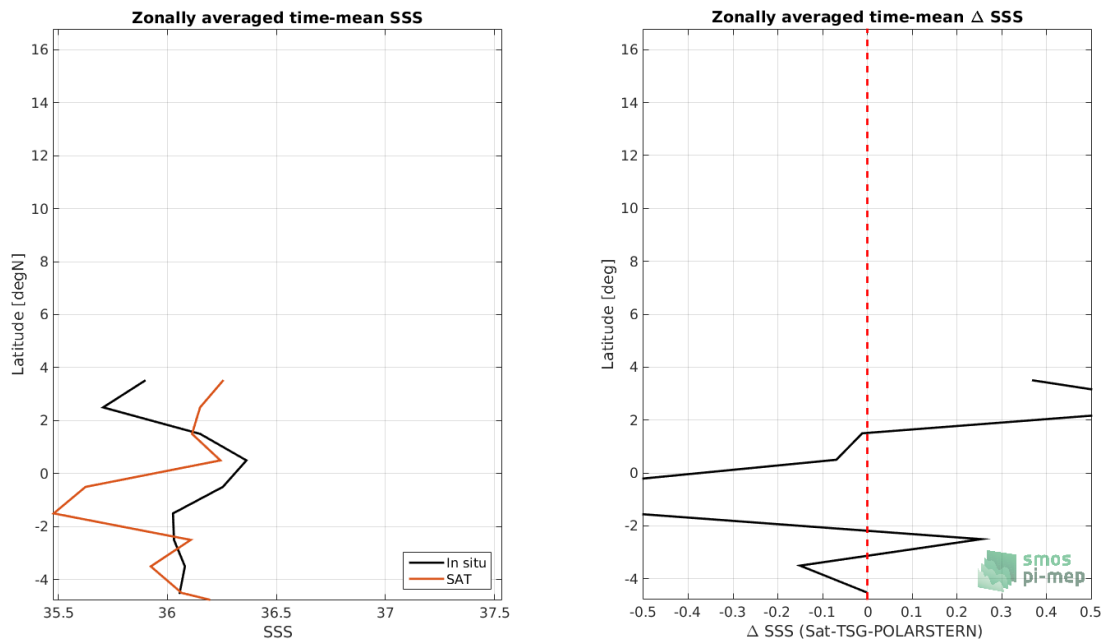 Zonally averaged time-mean SSS
16
14
12
10
8
6
4
2
0
-2
-4
Latitude [degN]
35.5 36 36.5 37 37.5
SSS
In situ
SAT
Zonally averaged time-mean Δ SSS
16
14
12
10
8
6
4
2
0
-2
-4
Latitude [deg]
-0.5 -0.4 -0.3 -0.2 -0.1 0 0.1 0.2 0.3 0.4 0.5
Δ SSS (Sat-TSG-POLARSTERN)
smos
pi-mep